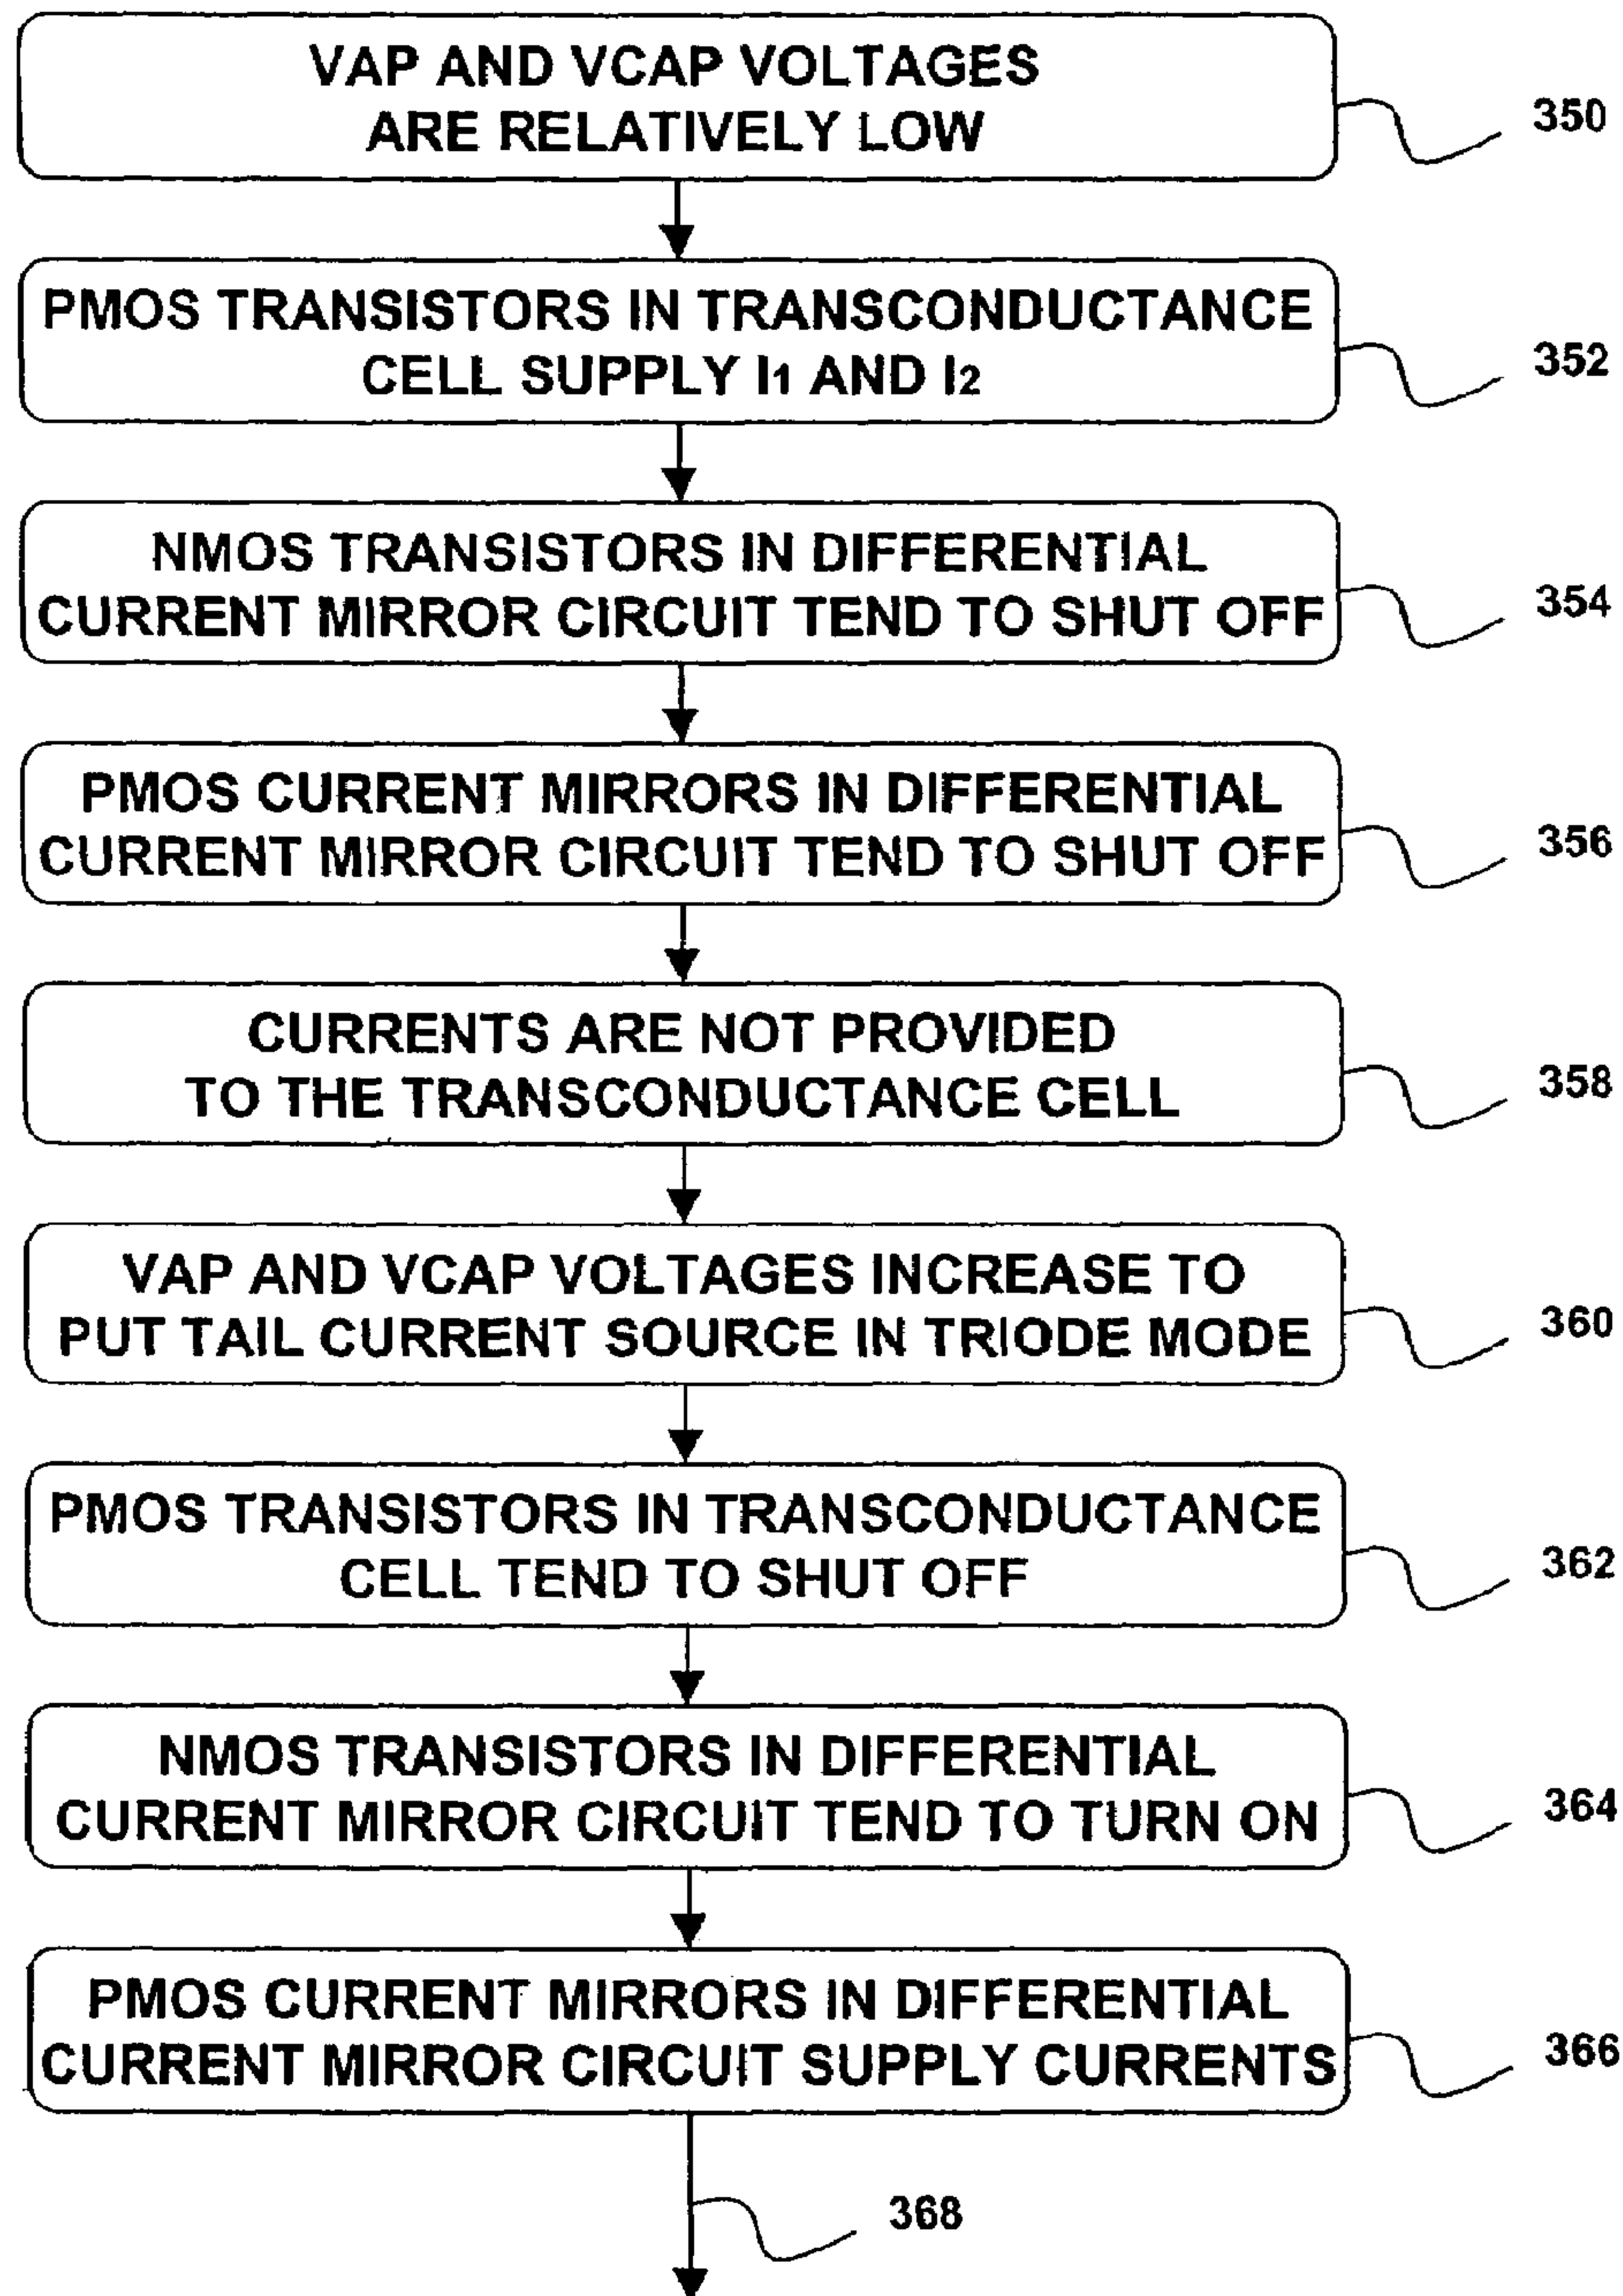 VAP AND VCAP VOLTAGES
ARE RELATIVELY LOW
350
PMOS TRANSISTORS IN TRANSCONDUCTANCE
CELL SUPPLY I1 AND I2
352
NMOS TRANSISTORS IN DIFFERENTIAL
CURRENT MIRROR CIRCUIT TEND TO SHUT OFF
354
PMOS CURRENT MIRRORS IN DIFFERENTIAL
CURRENT MIRROR CIRCUIT TEND TO SHUT OFF
356
CURRENTS ARE NOT PROVIDED
TO THE TRANSCONDUCTANCE CELL
358
VAP AND VCAP VOLTAGES INCREASE TO
PUT TAIL CURRENT SOURCE IN TRIODE MODE
360
PMOS TRANSISTORS IN TRANSCONDUCTANCE
CELL TEND TO SHUT OFF
362
NMOS TRANSISTORS IN DIFFERENTIAL
CURRENT MIRROR CIRCUIT TEND TO TURN ON
364
PMOS CURRENT MIRRORS IN DIFFERENTIAL
CURRENT MIRROR CIRCUIT SUPPLY CURRENTS
366
368